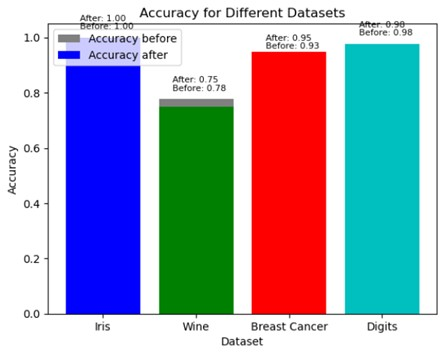 Accuracy for Different Datasets
After: 1.00
Before: 1.00
After: 0.75
Before: 0.78
After: 0.95
Before: 0.93
After: 0.98
Before: 0.98
Accuracy before
Accuracy after
Accuracy
1.0
0.8
0.6
0.4
0.2
0.0
Iris Wine Breast Cancer Digits
Dataset